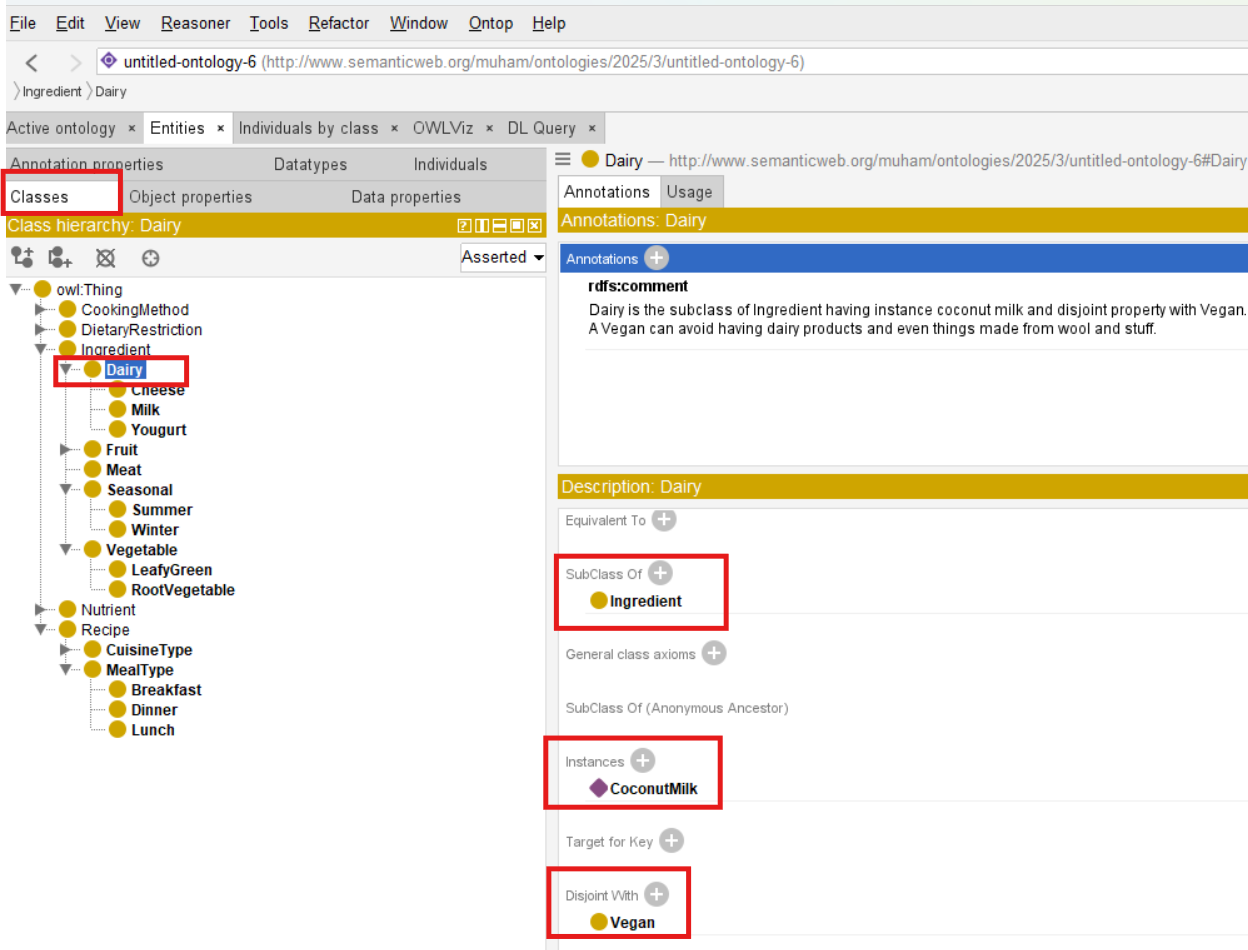 File Edit View Reasoner Tools Refactor Window Ontop Help
untitled-ontology-6 (http://www.semanticweb.org/muham/ontologies/2025/3/untitled-ontology-6)
Ingredient Dairy
Active ontology × Entities × Individuals by class × OWLViz × DL Query ×
Annotation properties Datatypes Individuals
Classes Object properties Data properties
Class hierarchy: Dairy
Asserted
owl:Thing
CookingMethod
DietaryRestriction
Ingredient
Dairy
Cheese
Milk
Yougurt
Fruit
Meat
Seasonal
Summer
Winter
Vegetable
LeafyGreen
RootVegetable
Nutrient
Recipe
CuisineType
MealType
Breakfast
Dinner
Lunch
Dairy — http://www.semanticweb.org/muham/ontologies/2025/3/untitled-ontology-6#Dairy
Annotations Usage
Annotations: Dairy
Annotations
rdfs:comment
Dairy is the subclass of Ingredient having instance coconut milk and disjoint property with Vegan.
A Vegan can avoid having dairy products and even things made from wool and stuff.
Description: Dairy
Equivalent To
SubClass Of
Ingredient
General class axioms
SubClass Of (Anonymous Ancestor)
Instances
CoconutMilk
Target for Key
Disjoint With
Vegan